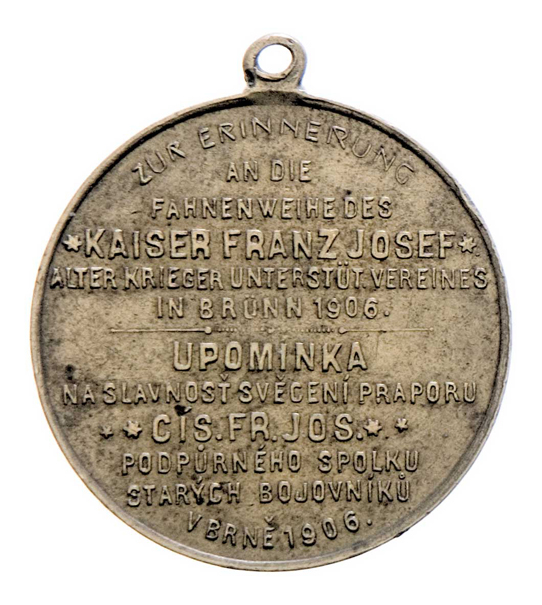 ZUR ERINNERUNG
AN DIE
FAHNENWEIHE DES
*KAISER FRANZ JOSEF*
ALTER KRIEGER UNTERSTÜT. VEREINES
IN BRÜNN 1906.
UPOMINKA
NA SLAVNOST SVĚCENÍ PRAPORU
* * CÍS. FR. JOS. * *
PODPŮRNÉHO SPOLKU
STARÝCH BOJOVNÍKŮ
V BRNĚ 1906.